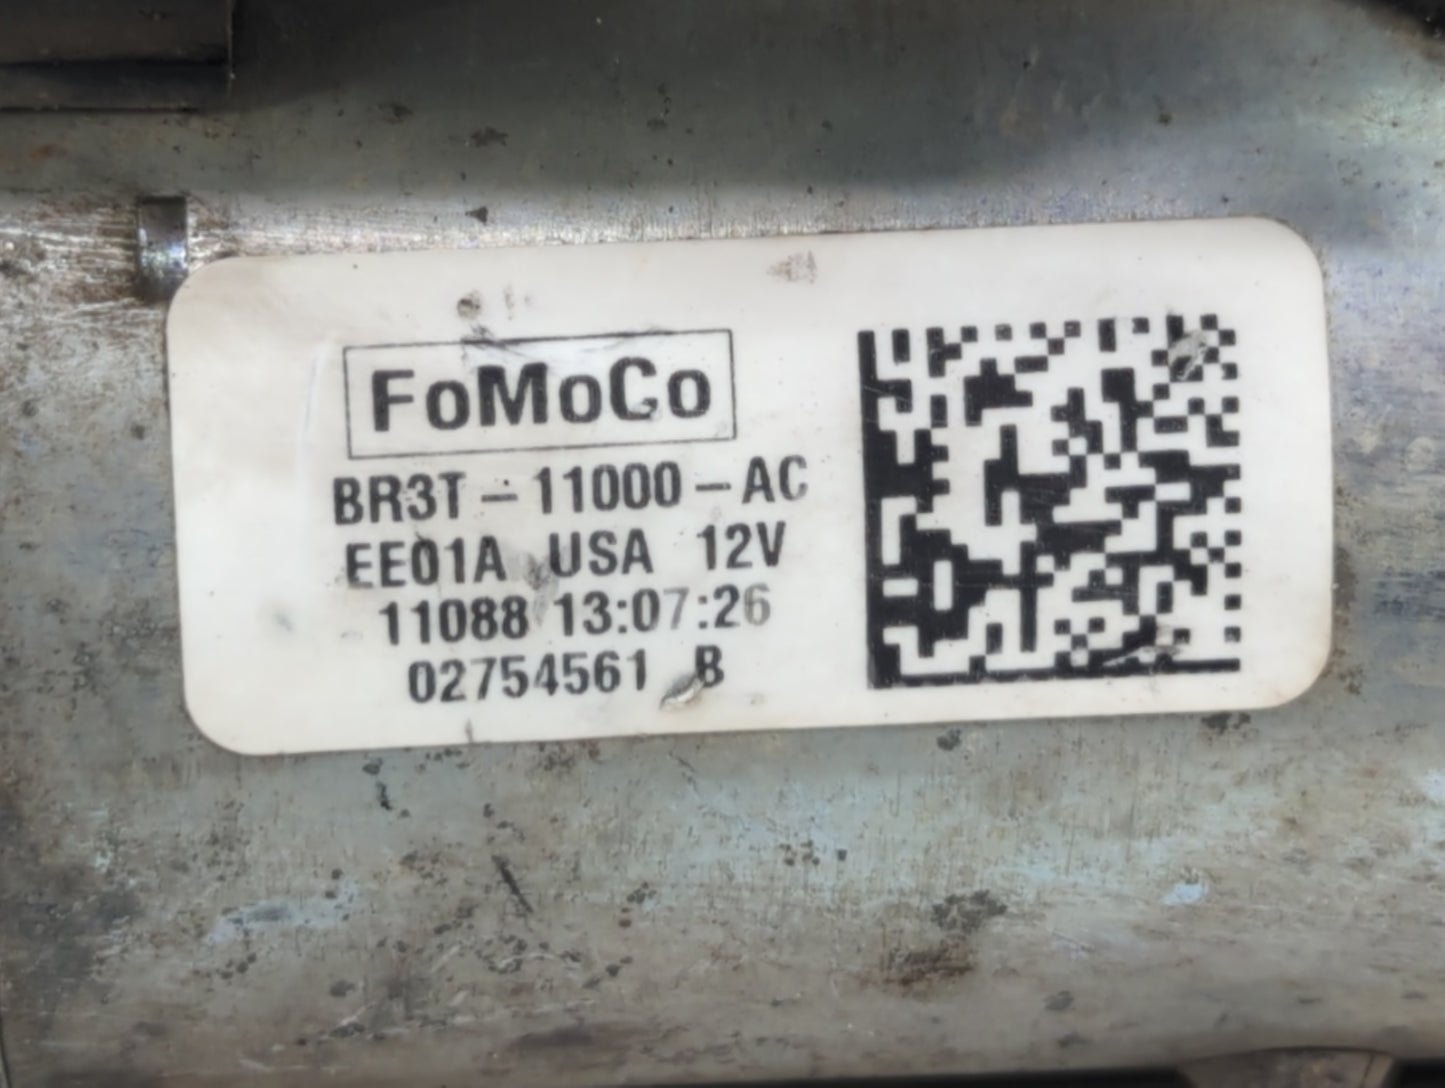 FoMoCo
BR3T-11000-AC
EE01A USA 12V
11088 13:07:26
02754561 B